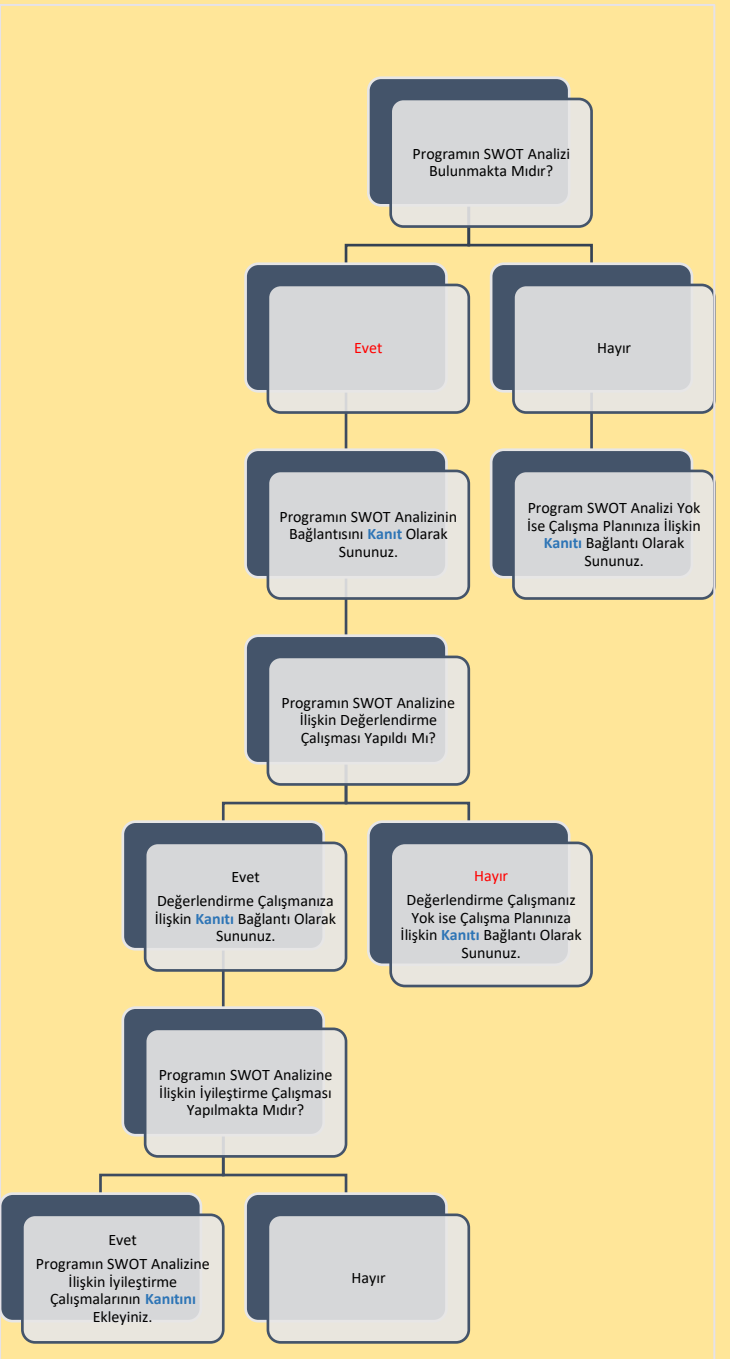 Programın SWOT Analizi
Bulunmakta Mıdır?
Evet
Hayır
Programın SWOT Analizinin
Bağlantısını Kanıt Olarak
Sununuz.
Program SWOT Analizi Yok
İse Çalışma Planınıza İlişkin
Kanıtı Bağlantı Olarak
Sununuz.
Programın SWOT Analizine
İlişkin Değerlendirme
Çalışması Yapıldı Mı?
Evet
Değerlendirme Çalışmanıza
İlişkin Kanıtı Bağlantı Olarak
Sununuz.
Hayır
Değerlendirme Çalışmanız
Yok ise Çalışma Planınıza
İlişkin Kanıtı Bağlantı Olarak
Sununuz.
Programın SWOT Analizine
İlişkin İyileştirme Çalışması
Yapılmakta Mıdır?
Evet
Programın SWOT Analizine
İlişkin İyileştirme
Çalışmalarının Kanıtını
Ekleyiniz.
Hayır